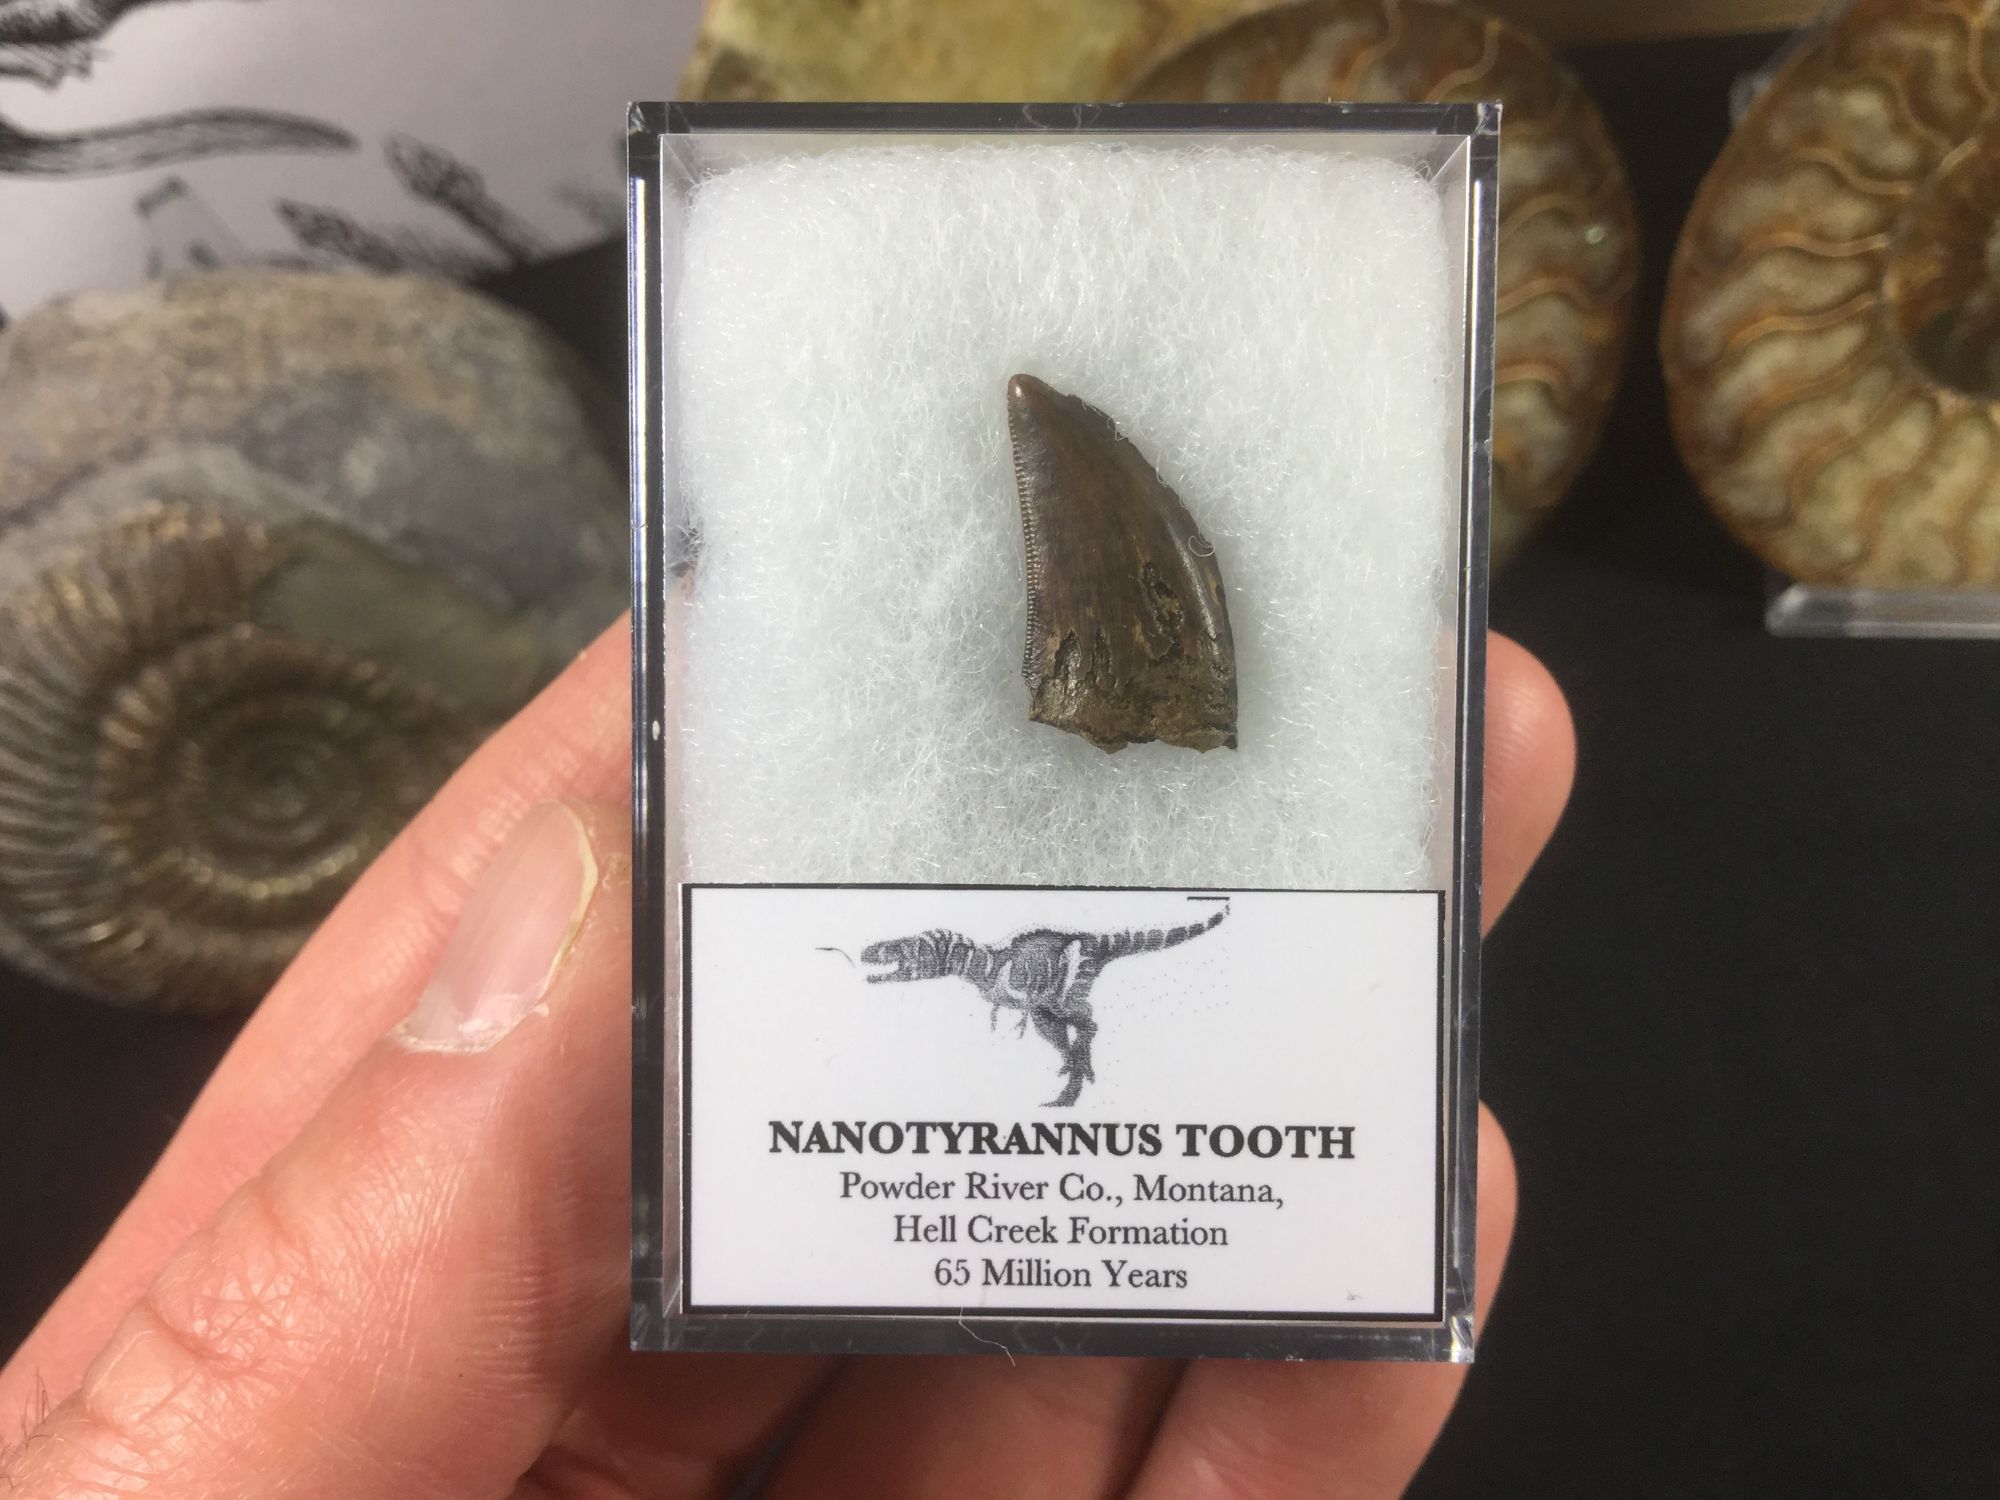 NANOTYRANNUS TOOTH
Powder River Co., Montana,
Hell Creek Formation
65 Million Years